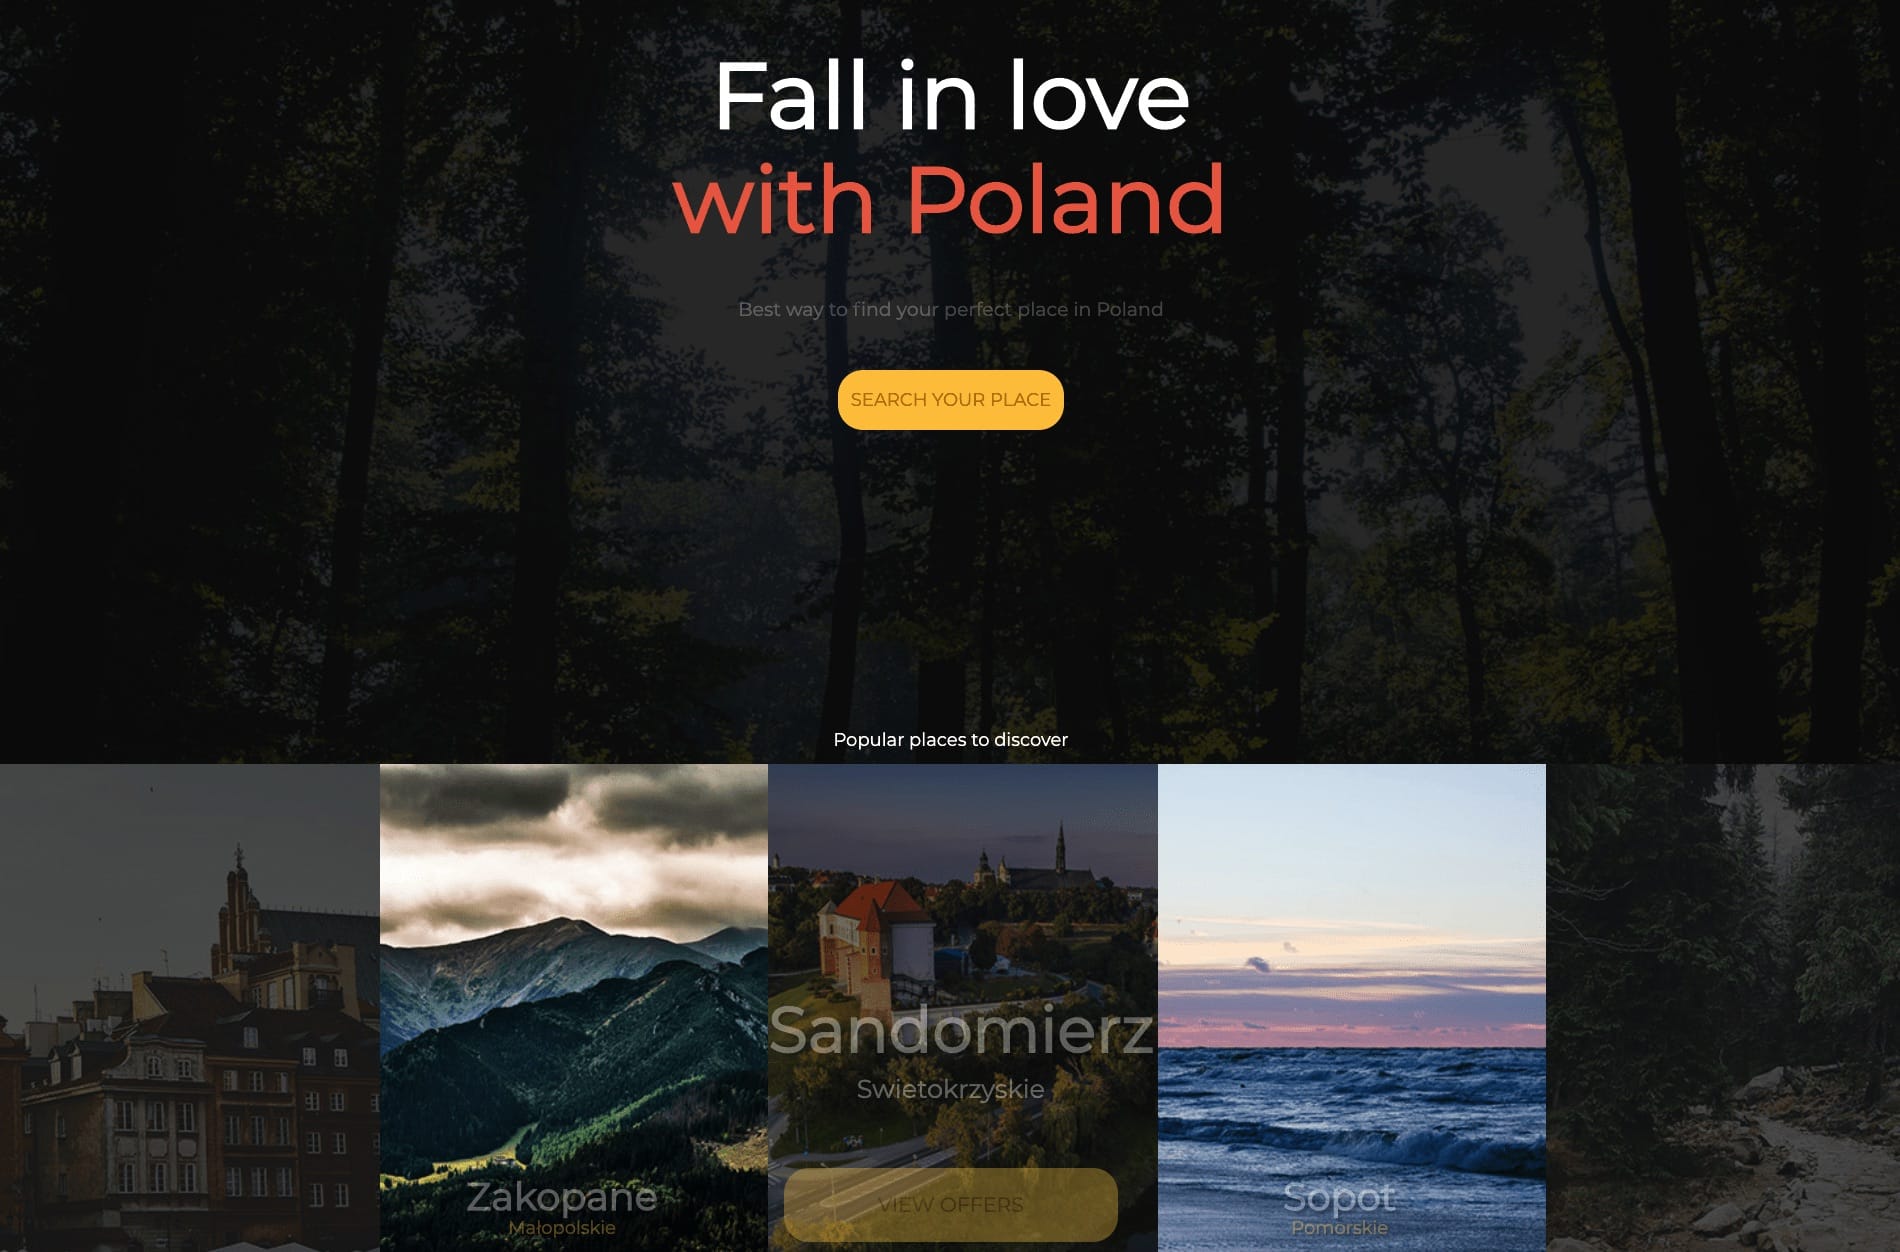 Fall in love
with Poland
Best way to find your perfect place in Poland
SEARCH YOUR PLACE
Popular places to discover
Zakopane
Małopolskie
Sandomierz
Swietokrzyskie
VIEW OFFERS
Sopot
Pomorskie